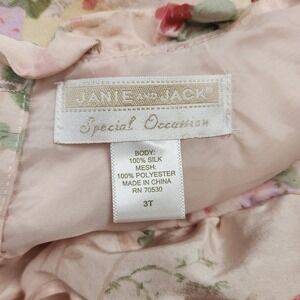 JANIE AND JACK®
Special Occasion
BODY:
100% SILK
MESH:
100% POLYESTER
MADE IN CHINA
RN 70530
3T